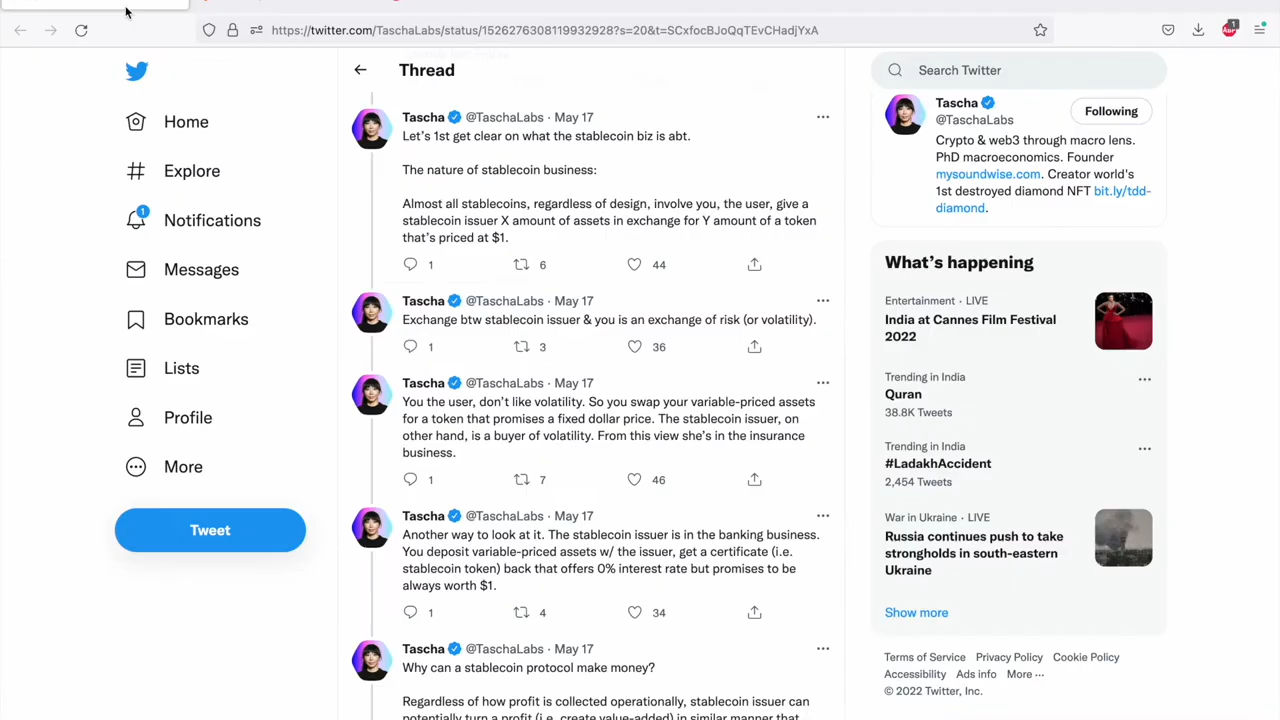 https://twitter.com/TaschaLabs/status/1526276308119932928?s=20&t=SCxfocBJoQqTEvCHadjYxA
1
ABP
Home
Explore
1
Notifications
Messages
Bookmarks
Lists
Profile
More
Tweet
Thread
Tascha @TaschaLabs · May 17
Let's 1st get clear on what the stablecoin biz is abt.
The nature of stablecoin business:
Almost all stablecoins, regardless of design, involve you, the user, give a
stablecoin issuer X amount of assets in exchange for Y amount of a token
that's priced at $1.
1 6 44
Tascha @TaschaLabs · May 17
Exchange btw stablecoin issuer & you is an exchange of risk (or volatility).
1 3 36
Tascha @TaschaLabs · May 17
You the user, don't like volatility. So you swap your variable-priced assets
for a token that promises a fixed dollar price. The stablecoin issuer, on
other hand, is a buyer of volatility. From this view she's in the insurance
business.
1 7 46
Tascha @TaschaLabs · May 17
Another way to look at it. The stablecoin issuer is in the banking business.
You deposit variable-priced assets w/ the issuer, get a certificate (i.e.
stablecoin token) back that offers 0% interest rate but promises to be
always worth $1.
1 4 34
Tascha @TaschaLabs · May 17
Why can a stablecoin protocol make money?
Regardless of how profit is collected operationally, stablecoin issuer can
potentially turn a profit (i.e. create value-added) in similar manner that
Search Twitter
Tascha
@TaschaLabs
Following
Crypto & web3 through macro lens.
PhD macroeconomics. Founder
mysoundwise.com. Creator world's
1st destroyed diamond NFT bit.ly/tdd-
diamond.
What's happening
Entertainment · LIVE
India at Cannes Film Festival
2022
Trending in India
Quran
38.8K Tweets
Trending in India
#LadakhAccident
2,454 Tweets
War in Ukraine · LIVE
Russia continues push to take
strongholds in south-eastern
Ukraine
Show more
Terms of Service Privacy Policy Cookie Policy
Accessibility Ads info More ···
© 2022 Twitter, Inc.